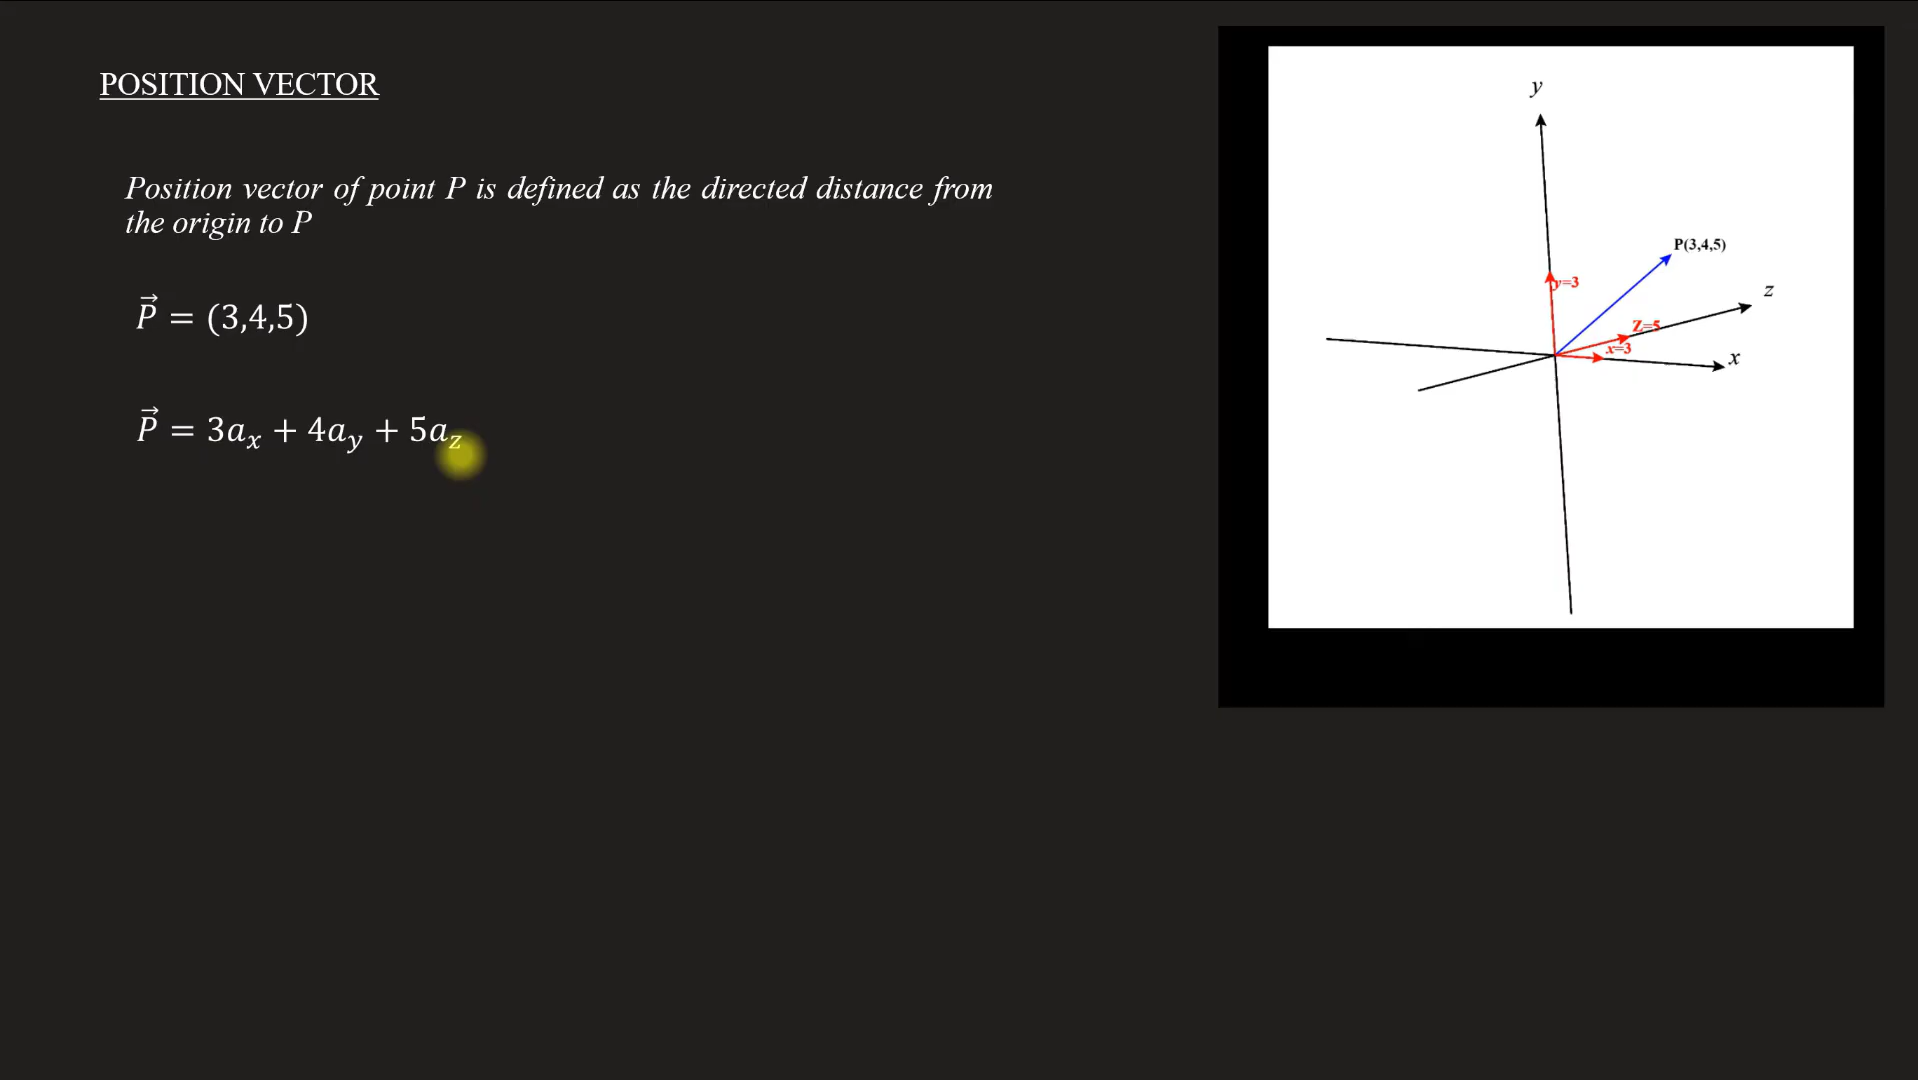 POSITION VECTOR
Position vector of point P is defined as the directed distance from
the origin to P
P⃗ = (3,4,5)
P⃗ = 3aₓ + 4a_y + 5a_z
y
P(3,4,5)
z
y=3
Z=5
x=3
x